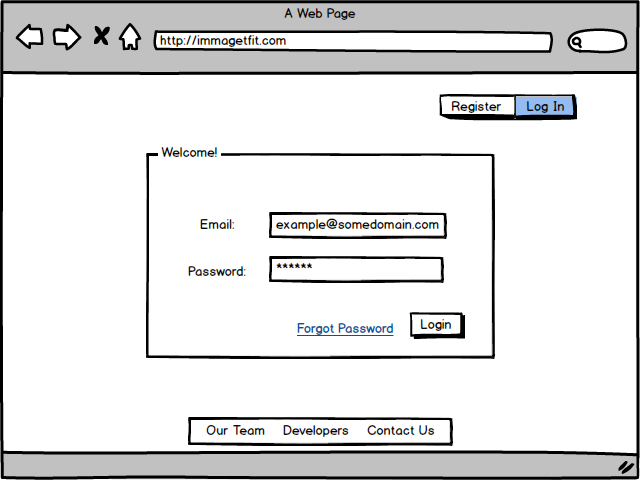 A Web Page
http://immagetfit.com
Register Log In
Welcome!
Email: example@somedomain.com
Password: ******
Forgot Password Login
Our Team Developers Contact Us